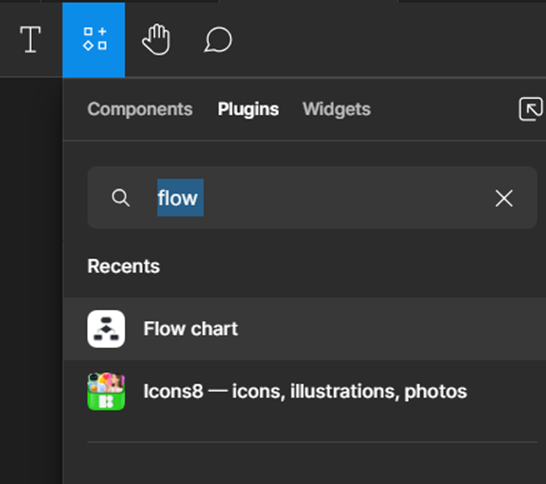 T
Components Plugins Widgets
flow
Recents
Flow chart
Icons8 — icons, illustrations, photos